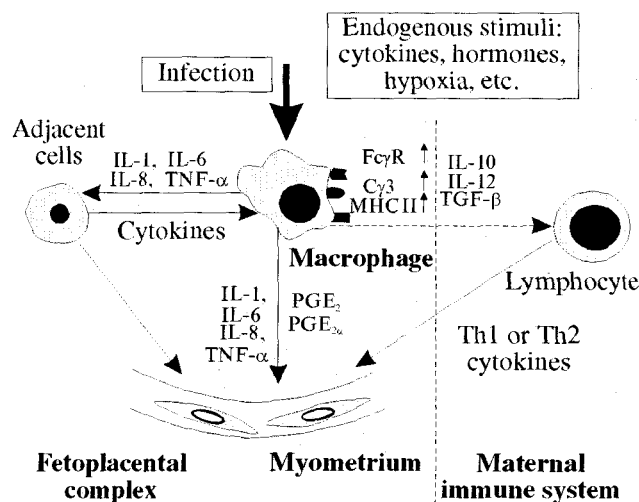 Endogenous stimuli:
cytokines, hormones,
hypoxia, etc.
Infection
Adjacent
cells
IL-1, IL-6
IL-8, TNF-α
Cytokines
FcγR
Cγ3
MHC II
IL-10
IL-12
TGF-β
Macrophage
Lymphocyte
IL-1,
IL-6
IL-8,
TNF-α
PGE₂
PGE₂α
Th1 or Th2
cytokines
Fetoplacental
complex
Myometrium
Maternal
immune system